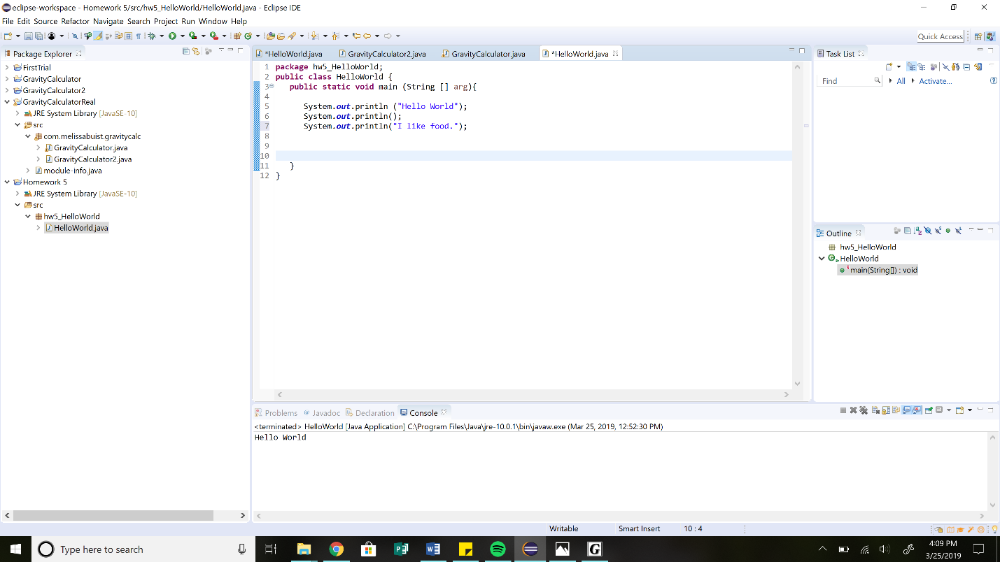 eclipse-workspace - Homework 5/src/hw5_HelloWorld/HelloWorld.java - Eclipse IDE
File Edit Source Refactor Navigate Search Project Run Window Help
Quick Access
Package Explorer
FirstTrial
GravityCalculator
GravityCalculator2
GravityCalculatorReal
JRE System Library [JavaSE-10]
src
com.melissabuist.gravitycalc
GravityCalculator.java
GravityCalculator2.java
module-info.java
Homework 5
JRE System Library [JavaSE-10]
src
hw5_HelloWorld
HelloWorld.java
*HelloWorld.java GravityCalculator2.java GravityCalculator.java *HelloWorld.java
1 package hw5_HelloWorld;
2 public class HelloWorld {
3 public static void main (String [] arg){
4
5 System.out.println ("Hello World");
6 System.out.println();
7 System.out.println("I like food.");
8
9
10
11 }
12 }
Task List
Find All Activate...
Outline
hw5_HelloWorld
HelloWorld
main(String[]) : void
Problems @ Javadoc Declaration Console
<terminated> HelloWorld [Java Application] C:\Program Files\Java\jre-10.0.1\bin\javaw.exe (Mar 25, 2019, 12:52:30 PM)
Hello World
Writable Smart Insert 10 : 4
Type here to search
4:09 PM
3/25/2019